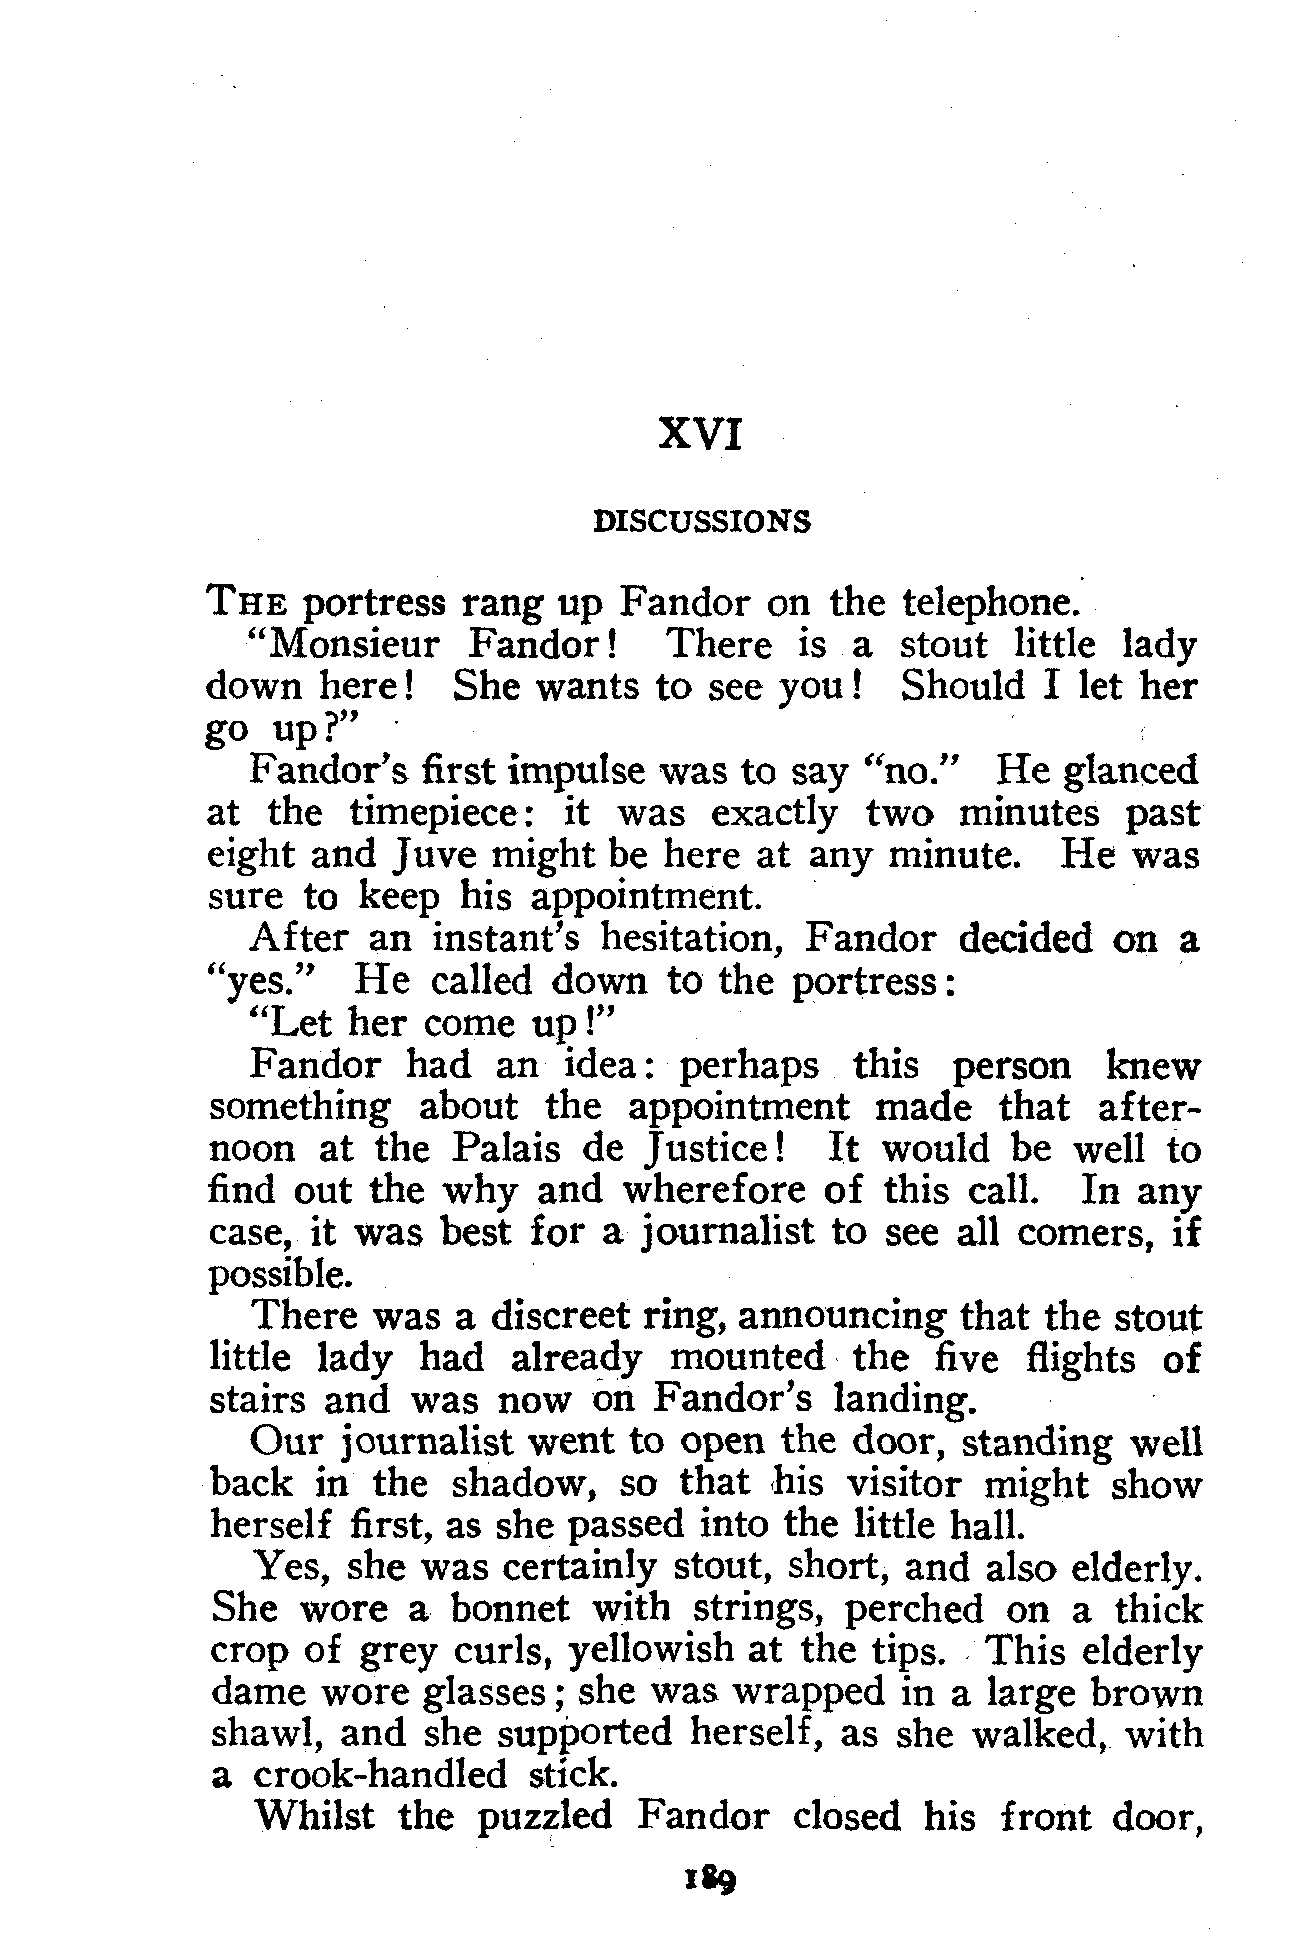 XVI
DISCUSSIONS
THE portress rang up Fandor on the telephone.
“Monsieur Fandor! There is a stout little lady
down here! She wants to see you! Should I let her
go up?”
Fandor's first impulse was to say “no.” He glanced
at the timepiece: it was exactly two minutes past
eight and Juve might be here at any minute. He was
sure to keep his appointment.
After an instant's hesitation, Fandor decided on a
“yes.” He called down to the portress:
“Let her come up!”
Fandor had an idea: perhaps this person knew
something about the appointment made that after-
noon at the Palais de Justice! It would be well to
find out the why and wherefore of this call. In any
case, it was best for a journalist to see all comers, if
possible.
There was a discreet ring, announcing that the stout
little lady had already mounted the five flights of
stairs and was now on Fandor's landing.
Our journalist went to open the door, standing well
back in the shadow, so that his visitor might show
herself first, as she passed into the little hall.
Yes, she was certainly stout, short, and also elderly.
She wore a bonnet with strings, perched on a thick
crop of grey curls, yellowish at the tips. This elderly
dame wore glasses; she was wrapped in a large brown
shawl, and she supported herself, as she walked, with
a crook-handled stick.
Whilst the puzzled Fandor closed his front door,
189